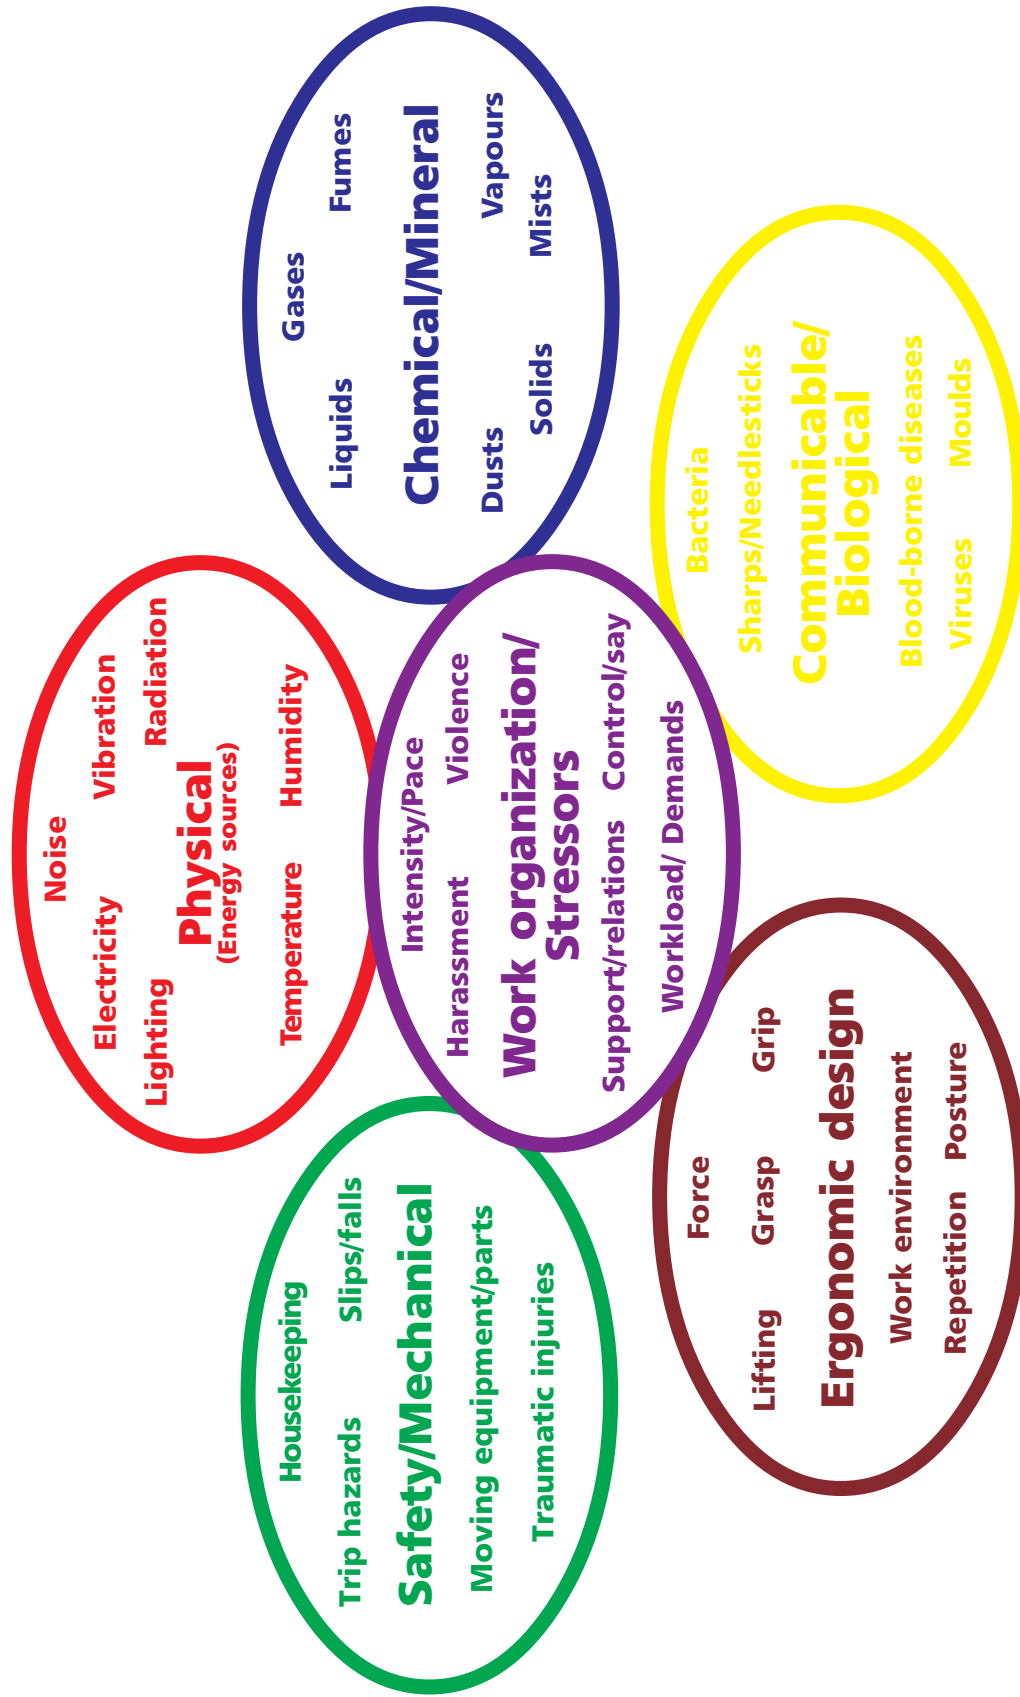 Noise
Electricity Vibration
Lighting Radiation
Physical
(Energy sources)
Temperature Humidity
Housekeeping
Trip hazards Slips/falls
Safety/Mechanical
Moving equipment/parts
Traumatic injuries
Gases
Liquids Fumes
Chemical/Mineral
Dusts Vapours
Solids Mists
Intensity/Pace
Harassment Violence
Work organization/
Stressors
Support/relations Control/say
Workload/ Demands
Force
Lifting Grasp Grip
Ergonomic design
Work environment
Repetition Posture
Bacteria
Sharps/Needlesticks
Communicable/
Biological
Blood-borne diseases
Viruses Moulds